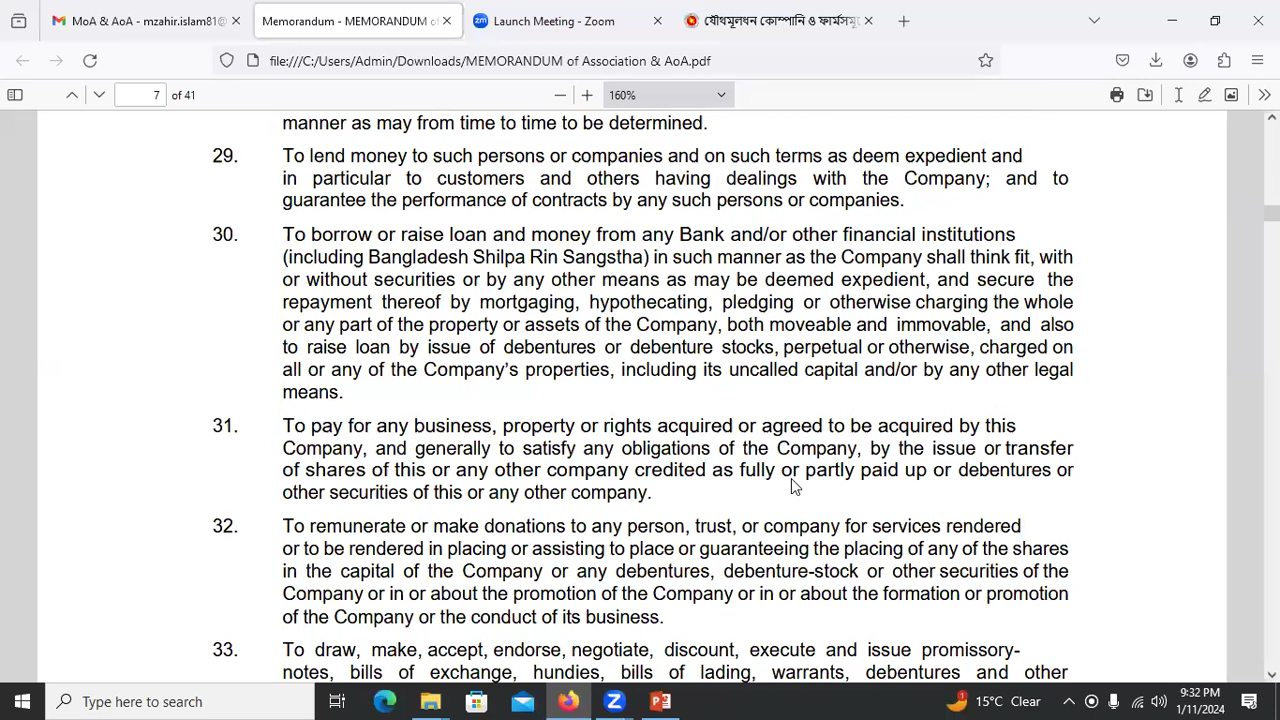 MoA & AoA - mzahir.islam81@
Memorandum - MEMORANDUM of
Launch Meeting - Zoom
যৌথমূলধন কোম্পানি ও ফার্মসমূ
file:///C:/Users/Admin/Downloads/MEMORANDUM of Association & AoA.pdf
7 of 41
160%
manner as may from time to time to be determined.
29. To lend money to such persons or companies and on such terms as deem expedient and
in particular to customers and others having dealings with the Company; and to
guarantee the performance of contracts by any such persons or companies.
30. To borrow or raise loan and money from any Bank and/or other financial institutions
(including Bangladesh Shilpa Rin Sangstha) in such manner as the Company shall think fit, with
or without securities or by any other means as may be deemed expedient, and secure the
repayment thereof by mortgaging, hypothecating, pledging or otherwise charging the whole
or any part of the property or assets of the Company, both moveable and immovable, and also
to raise loan by issue of debentures or debenture stocks, perpetual or otherwise, charged on
all or any of the Company's properties, including its uncalled capital and/or by any other legal
means.
31. To pay for any business, property or rights acquired or agreed to be acquired by this
Company, and generally to satisfy any obligations of the Company, by the issue or transfer
of shares of this or any other company credited as fully or partly paid up or debentures or
other securities of this or any other company.
32. To remunerate or make donations to any person, trust, or company for services rendered
or to be rendered in placing or assisting to place or guaranteeing the placing of any of the shares
in the capital of the Company or any debentures, debenture-stock or other securities of the
Company or in or about the promotion of the Company or in or about the formation or promotion
of the Company or the conduct of its business.
33. To draw, make, accept, endorse, negotiate, discount, execute and issue promissory-
notes, bills of exchange, hundies, bills of lading, warrants, debentures and other
Type here to search
1
15°C Clear
9:32 PM
1/11/2024